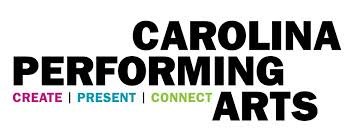 CAROLINA
PERFORMING
CREATE | PRESENT | CONNECT
ARTS